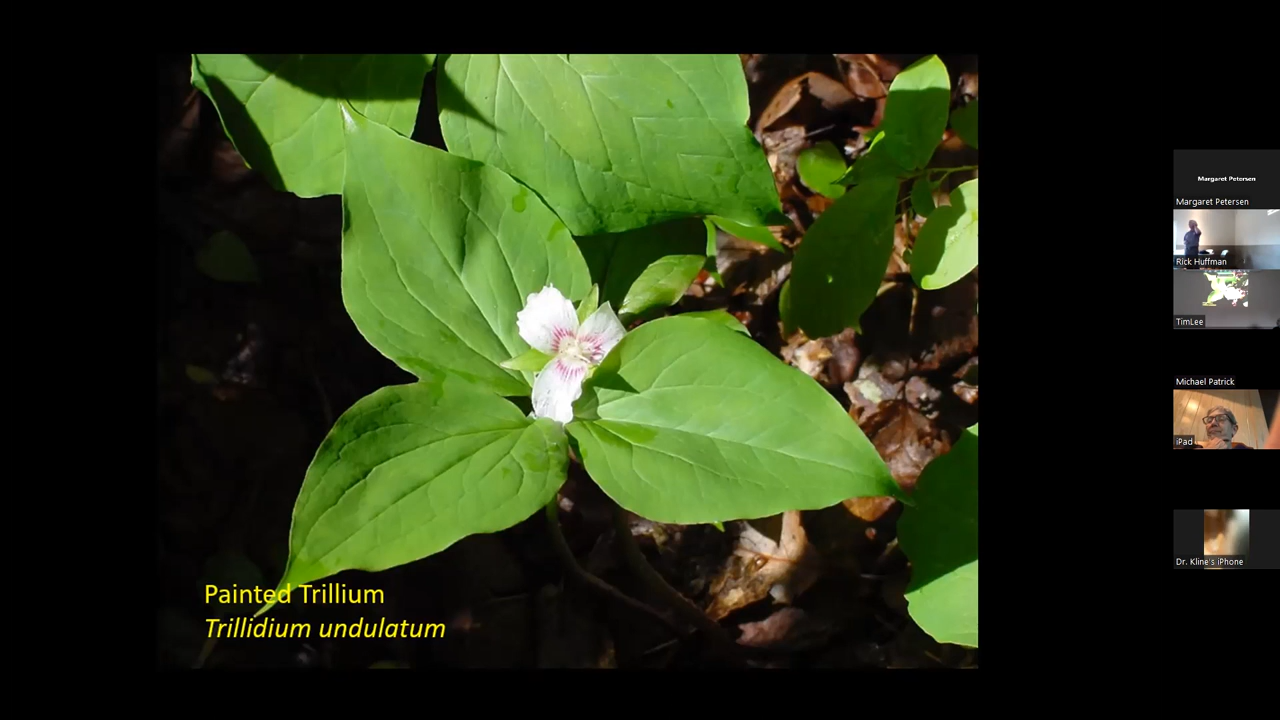 Painted Trillium
Trillidium undulatum
Margaret Petersen
Margaret Petersen
Rick Huffman
TimLee
Michael Patrick
iPad
Dr. Kline's iPhone